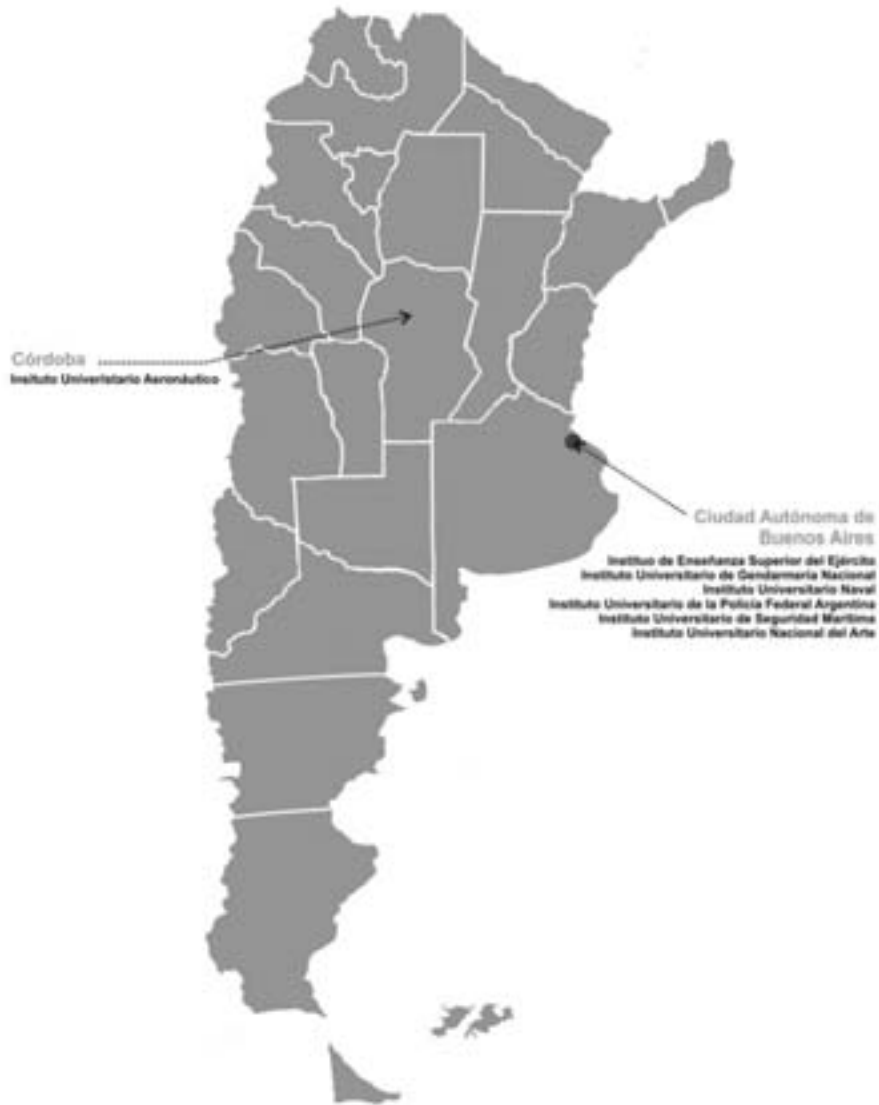 Córdoba
Insituto Univeristario Aeronáutico
Ciudad Autónoma de
Buenos Aires
Instituo de Enseñanza Superior del Ejército
Instituto Universitario de Gendarmería Nacional
Instituto Universitario Naval
Instituto Universitario de la Policía Federal Argentina
Instituto Universitario de Seguridad Marítima
Instituto Universitario Nacional del Arte